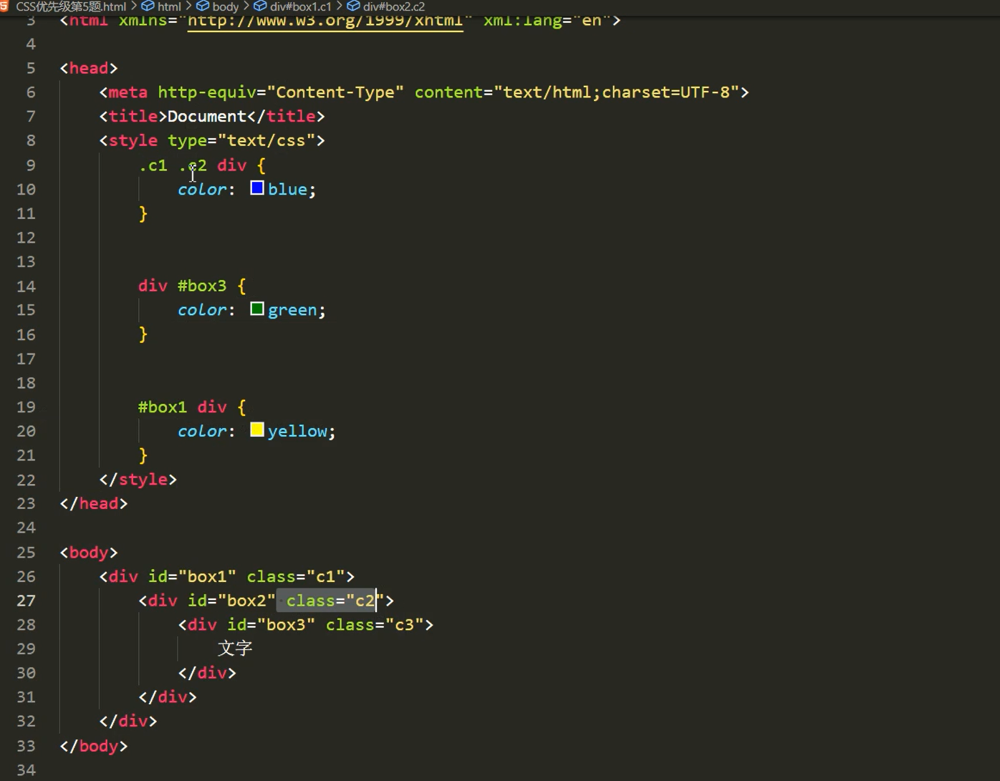 CSS优先级第5题.html > html > body > div#box1.c1 > div#box2.c2
3 <html xmlns="http://www.w3.org/1999/xhtml" xml:lang="en">
4
5 <head>
6 <meta http-equiv="Content-Type" content="text/html;charset=UTF-8">
7 <title>Document</title>
8 <style type="text/css">
9 .c1 .c2 div {
10 color: blue;
11 }
12
13
14 div #box3 {
15 color: green;
16 }
17
18
19 #box1 div {
20 color: yellow;
21 }
22 </style>
23 </head>
24
25 <body>
26 <div id="box1" class="c1">
27 <div id="box2" class="c2">
28 <div id="box3" class="c3">
29 文字
30 </div>
31 </div>
32 </div>
33 </body>
34